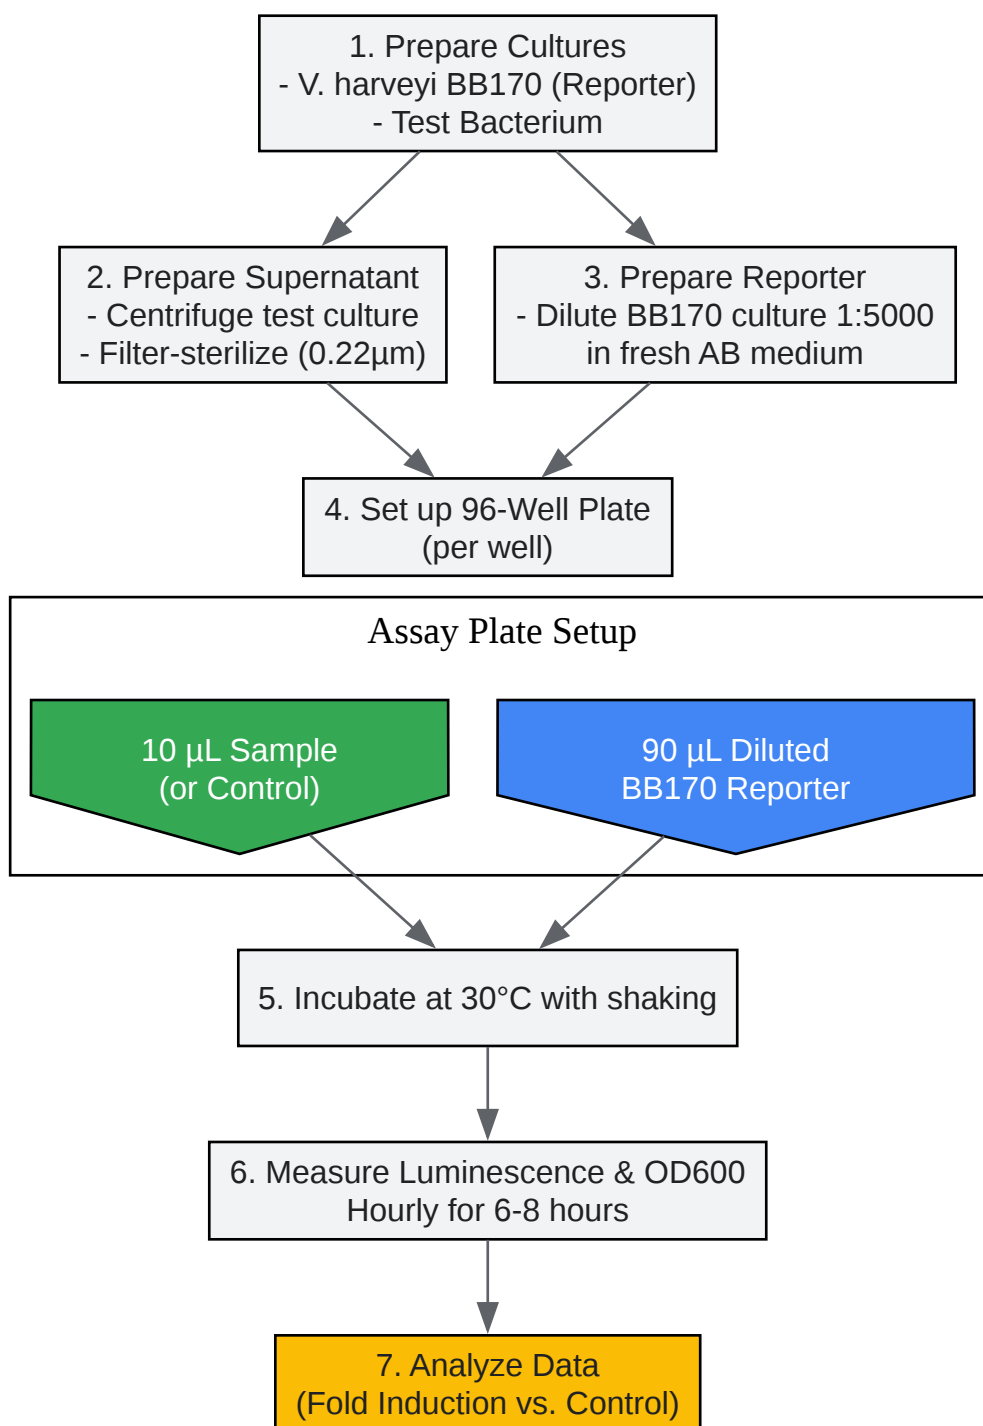 1. Prepare Cultures
- V. harveyi BB170 (Reporter)
- Test Bacterium
2. Prepare Supernatant
- Centrifuge test culture
- Filter-sterilize (0.22µm)
3. Prepare Reporter
- Dilute BB170 culture 1:5000
in fresh AB medium
4. Set up 96-Well Plate
(per well)
Assay Plate Setup
10 µL Sample
(or Control)
90 µL Diluted
BB170 Reporter
5. Incubate at 30°C with shaking
6. Measure Luminescence & OD600
Hourly for 6-8 hours
7. Analyze Data
(Fold Induction vs. Control)